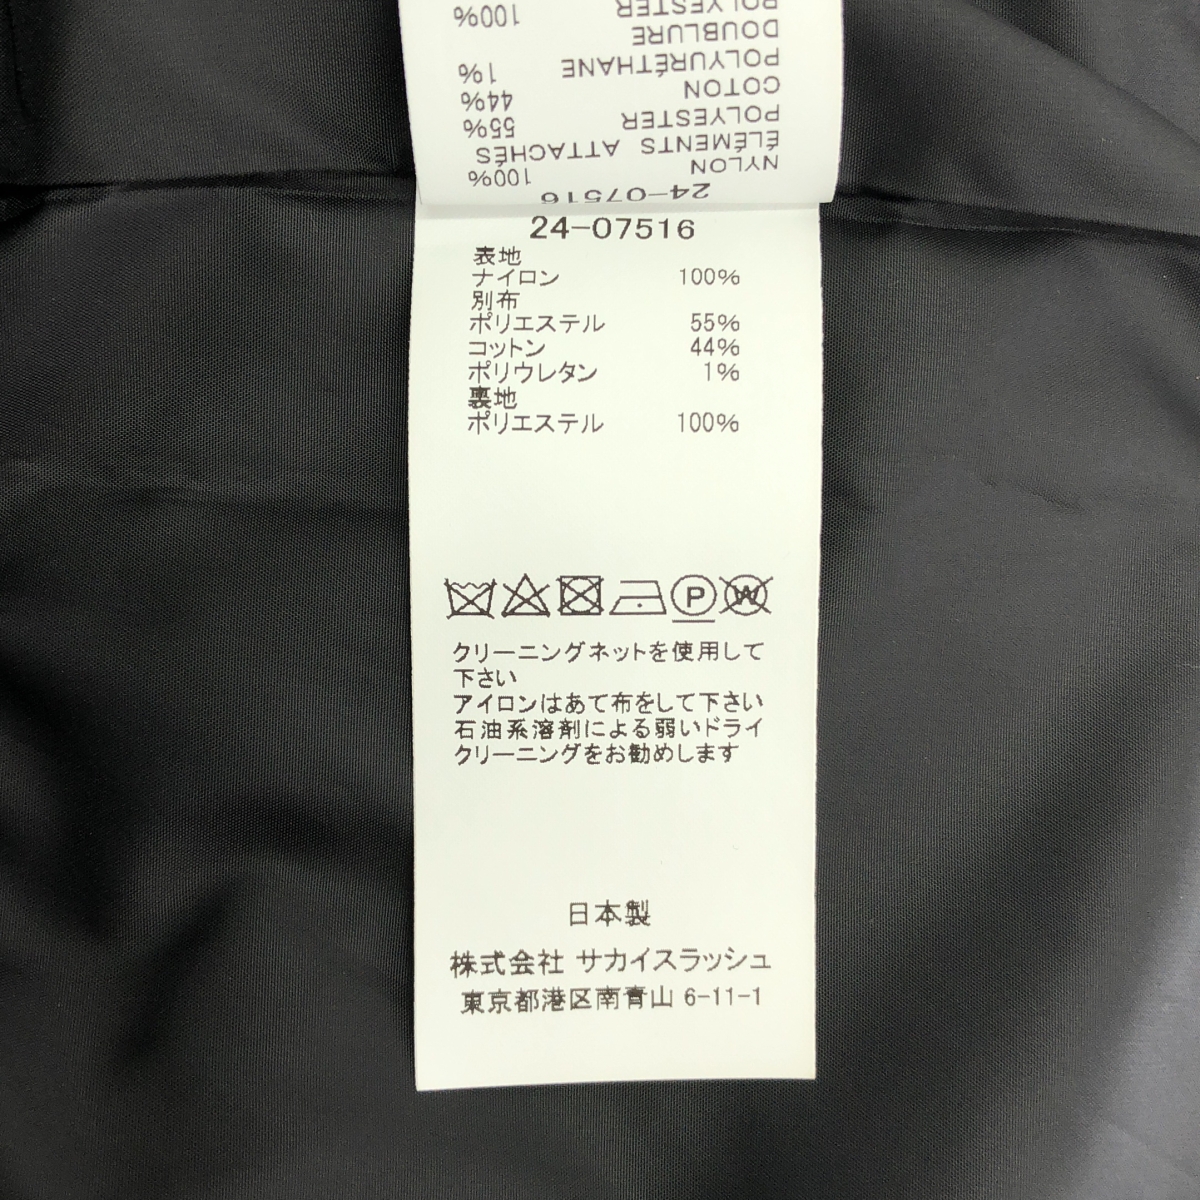 POLYESTER 100%
DOUBLURE
POLYURÉTHANE 1%
COTON 44%
POLYESTER 55%
ÉLÉMENTS ATTACHÉS
NYLON 100%
24-07516
24-07516
表地
ナイロン 100%
別布
ポリエステル 55%
コットン 44%
ポリウレタン 1%
裏地
ポリエステル 100%
P W
クリーニングネットを使用して
下さい
アイロンはあて布をして下さい
石油系溶剤による弱いドライ
クリーニングをお勧めします
日本製
株式会社 サカイスラッシュ
東京都港区南青山 6-11-1